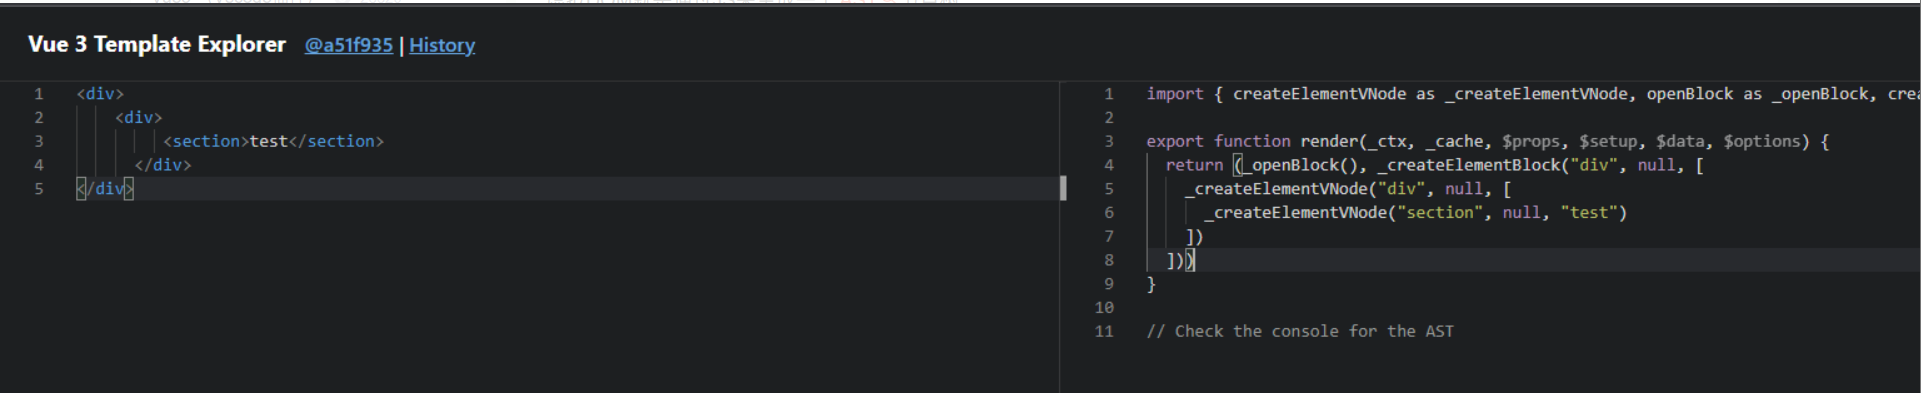 Vue 3 Template Explorer @a51f935 | History
1 <div>
2 <div>
3 <section>test</section>
4 </div>
5 </div>
1 import { createElementVNode as _createElementVNode, openBlock as _openBlock, crea
2
3 export function render(_ctx, _cache, $props, $setup, $data, $options) {
4 return (_openBlock(), _createElementBlock("div", null, [
5 _createElementVNode("div", null, [
6 _createElementVNode("section", null, "test")
7 ])
8 ]))
9 }
10
11 // Check the console for the AST